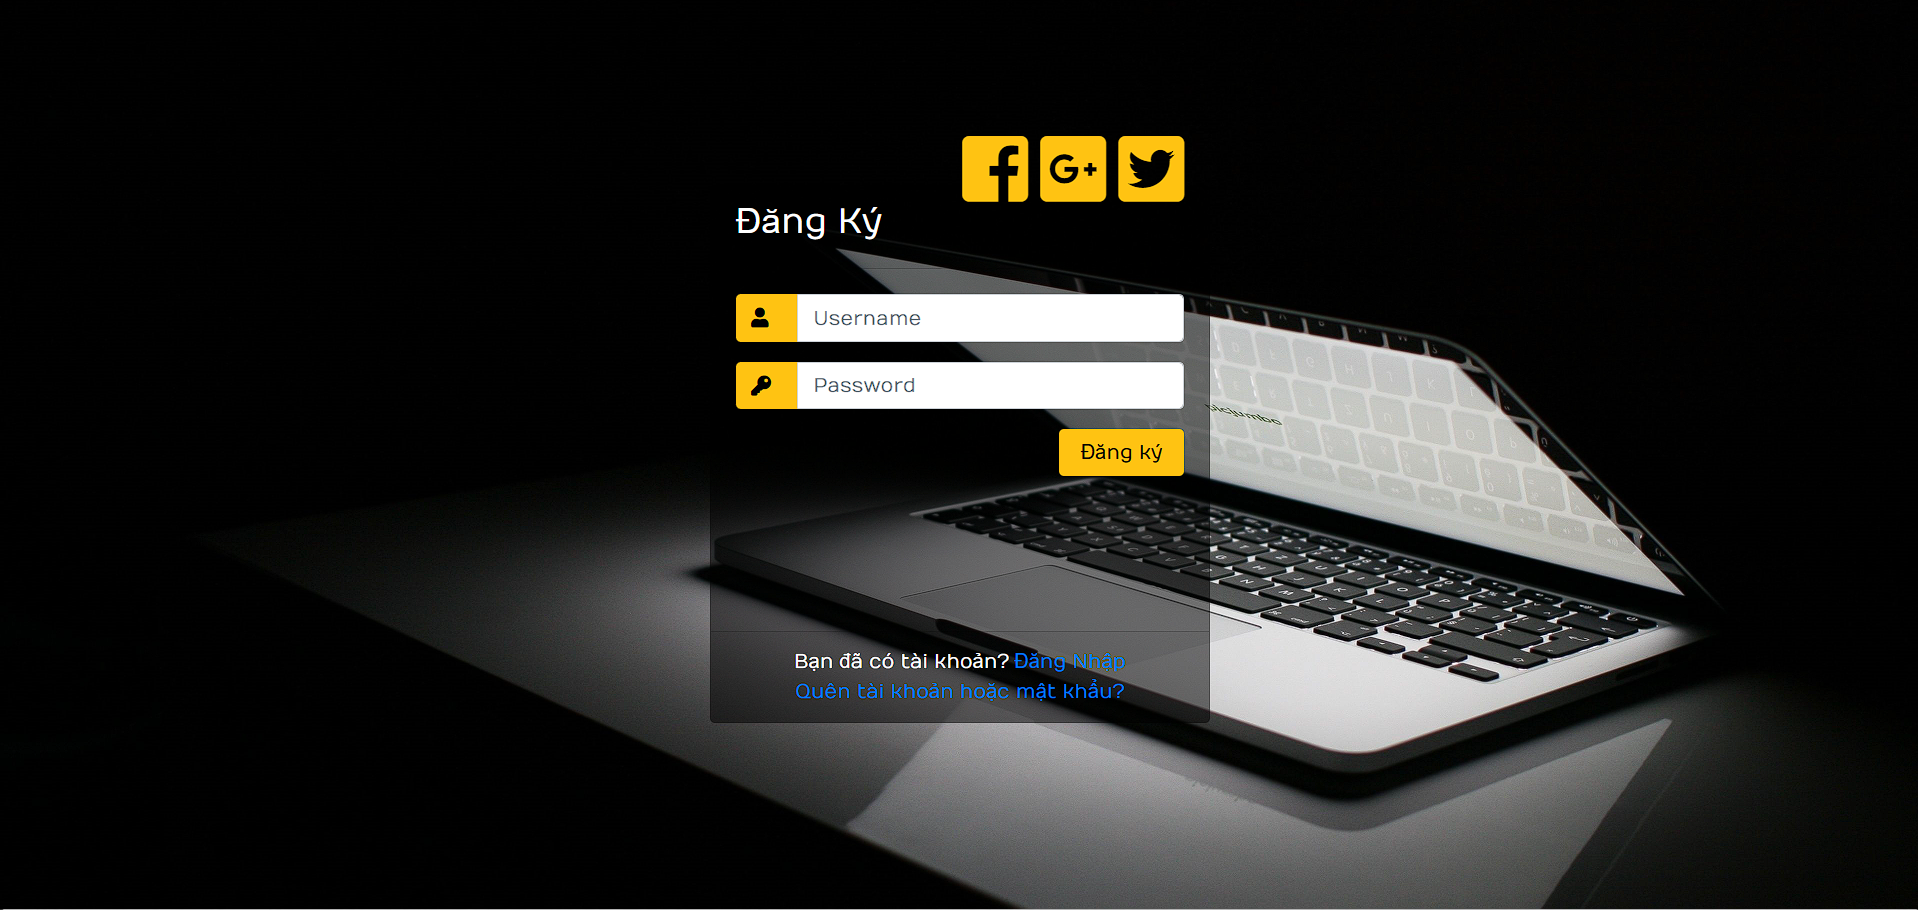 Đăng Ký
Username
Password
Đăng ký
picjumbo
Bạn đã có tài khoản? Đăng Nhập
Quên tài khoản hoặc mật khẩu?